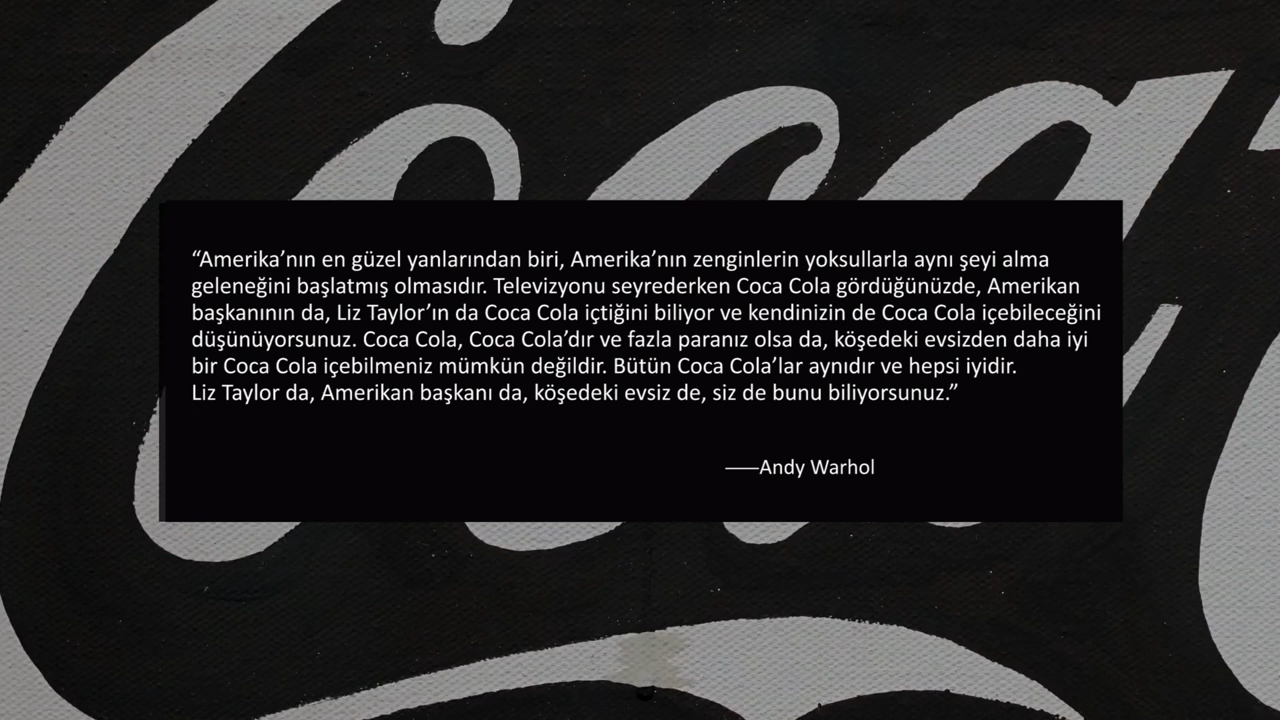 Coca
“Amerika’nın en güzel yanlarından biri, Amerika’nın zenginlerin yoksullarla aynı şeyi alma
geleneğini başlatmış olmasıdır. Televizyonu seyrederken Coca Cola gördüğünüzde, Amerikan
başkanının da, Liz Taylor’ın da Coca Cola içtiğini biliyor ve kendinizin de Coca Cola içebileceğini
düşünüyorsunuz. Coca Cola, Coca Cola’dır ve fazla paranız olsa da, köşedeki evsizden daha iyi
bir Coca Cola içebilmeniz mümkün değildir. Bütün Coca Cola’lar aynıdır ve hepsi iyidir.
Liz Taylor da, Amerikan başkanı da, köşedeki evsiz de, siz de bunu biliyorsunuz.”
——Andy Warhol